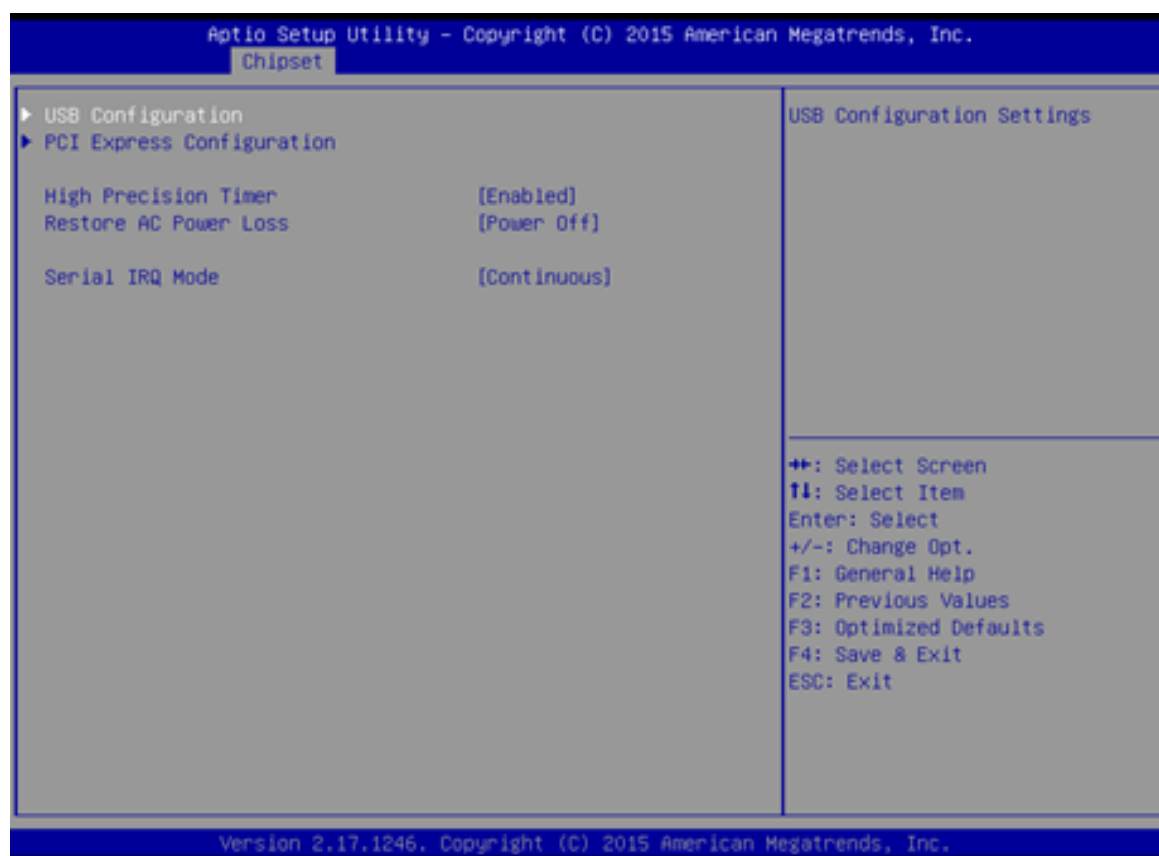 Aptio Setup Utility – Copyright (C) 2015 American Megatrends, Inc.
Chipset
USB Configuration
PCI Express Configuration
High Precision Timer [Enabled]
Restore AC Power Loss [Power Off]
Serial IRQ Mode [Continuous]
USB Configuration Settings
→←: Select Screen
↑↓: Select Item
Enter: Select
+/-: Change Opt.
F1: General Help
F2: Previous Values
F3: Optimized Defaults
F4: Save & Exit
ESC: Exit
Version 2.17.1246. Copyright (C) 2015 American Megatrends, Inc.